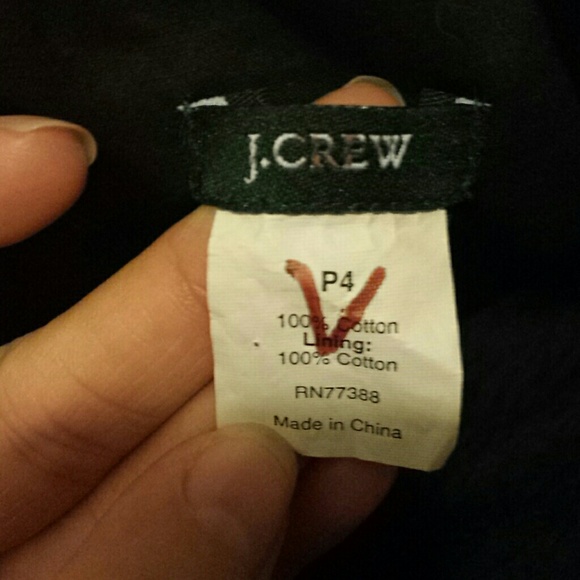 J.CREW
P4
100% Cotton
Lining:
100% Cotton
RN77388
Made in China